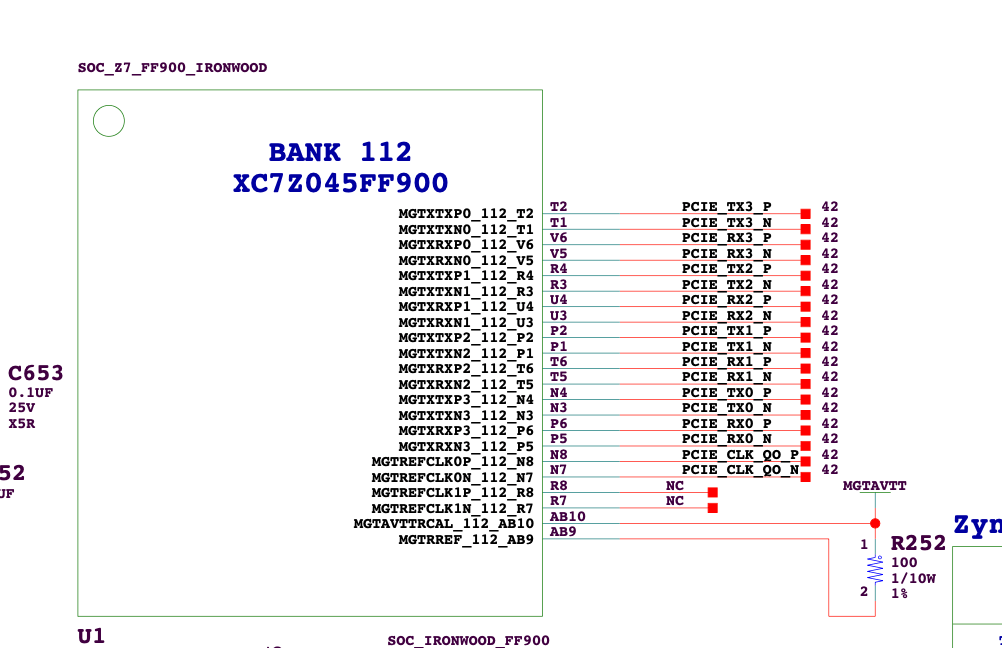 SOC_Z7_FF900_IRONWOOD
BANK 112
XC7Z045FF900
MGTXTXP0_112_T2 T2 PCIE_TX3_P 42
MGTXTXN0_112_T1 T1 PCIE_TX3_N 42
MGTXRXP0_112_V6 V6 PCIE_RX3_P 42
MGTXRXN0_112_V5 V5 PCIE_RX3_N 42
MGTXTXP1_112_R4 R4 PCIE_TX2_P 42
MGTXTXN1_112_R3 R3 PCIE_TX2_N 42
MGTXRXP1_112_U4 U4 PCIE_RX2_P 42
MGTXRXN1_112_U3 U3 PCIE_RX2_N 42
MGTXTXP2_112_P2 P2 PCIE_TX1_P 42
MGTXTXN2_112_P1 P1 PCIE_TX1_N 42
MGTXRXP2_112_T6 T6 PCIE_RX1_P 42
MGTXRXN2_112_T5 T5 PCIE_RX1_N 42
MGTXTXP3_112_N4 N4 PCIE_TX0_P 42
MGTXTXN3_112_N3 N3 PCIE_TX0_N 42
MGTXRXP3_112_P6 P6 PCIE_RX0_P 42
MGTXRXN3_112_P5 P5 PCIE_RX0_N 42
MGTREFCLK0P_112_N8 N8 PCIE_CLK_QO_P 42
MGTREFCLK0N_112_N7 N7 PCIE_CLK_QO_N 42
MGTREFCLK1P_112_R8 R8 NC
MGTREFCLK1N_112_R7 R7 NC
MGTAVTTRCAL_112_AB10 AB10
MGTRREF_112_AB9 AB9
MGTAVTT
1
R252
100
1/10W
1%
2
C653
0.1UF
25V
X5R
52
UF
Zyn
U1
SOC_IRONWOOD_FF900